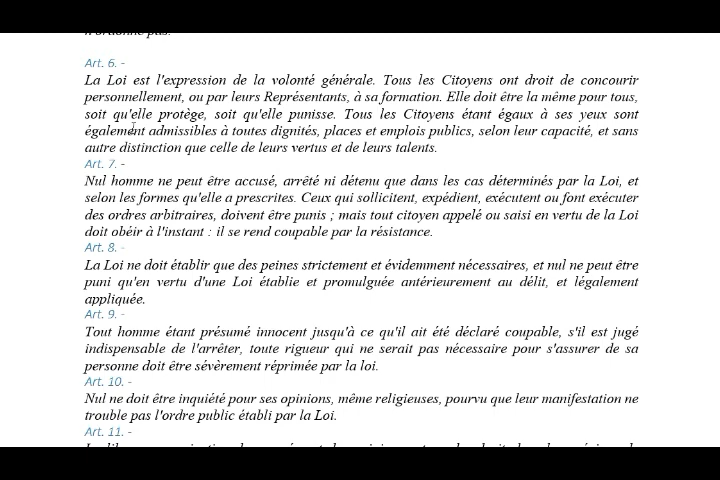 n'ordonne pas.
Art. 6. -
La Loi est l'expression de la volonté générale. Tous les Citoyens ont droit de concourir
personnellement, ou par leurs Représentants, à sa formation. Elle doit être la même pour tous,
soit qu'elle protège, soit qu'elle punisse. Tous les Citoyens étant égaux à ses yeux sont
également admissibles à toutes dignités, places et emplois publics, selon leur capacité, et sans
autre distinction que celle de leurs vertus et de leurs talents.
Art. 7. -
Nul homme ne peut être accusé, arrêté ni détenu que dans les cas déterminés par la Loi, et
selon les formes qu'elle a prescrites. Ceux qui sollicitent, expédient, exécutent ou font exécuter
des ordres arbitraires, doivent être punis ; mais tout citoyen appelé ou saisi en vertu de la Loi
doit obéir à l'instant : il se rend coupable par la résistance.
Art. 8. -
La Loi ne doit établir que des peines strictement et évidemment nécessaires, et nul ne peut être
puni qu'en vertu d'une Loi établie et promulguée antérieurement au délit, et légalement
appliquée.
Art. 9. -
Tout homme étant présumé innocent jusqu'à ce qu'il ait été déclaré coupable, s'il est jugé
indispensable de l'arrêter, toute rigueur qui ne serait pas nécessaire pour s'assurer de sa
personne doit être sévèrement réprimée par la loi.
Art. 10. -
Nul ne doit être inquiété pour ses opinions, même religieuses, pourvu que leur manifestation ne
trouble pas l'ordre public établi par la Loi.
Art. 11. -